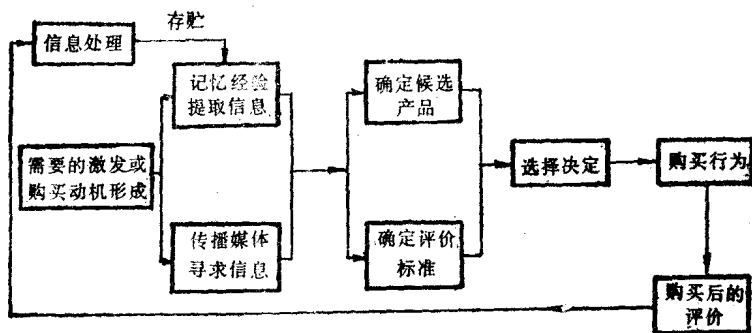 存贮
信息处理
记忆经验
提取信息
确定候选
产品
需要的激发或
购买动机形成
选择决定
购买行为
传播媒体
寻求信息
确定评价
标准
购买后的
评价